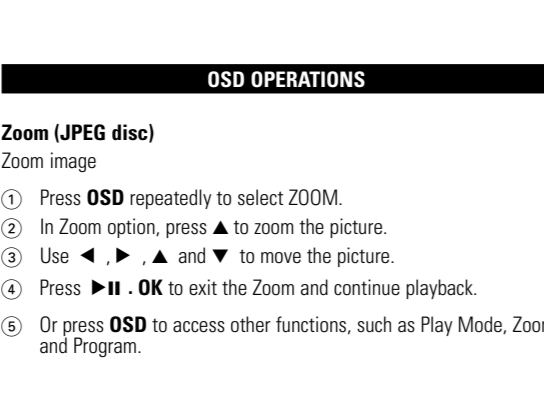 OSD OPERATIONS
Zoom (JPEG disc)
Zoom image
① Press OSD repeatedly to select ZOOM.
② In Zoom option, press ▲ to zoom the picture.
③ Use ◀ , ▶ , ▲ and ▼ to move the picture.
④ Press ▶II . OK to exit the Zoom and continue playback.
⑤ Or press OSD to access other functions, such as Play Mode, Zoom
and Program.